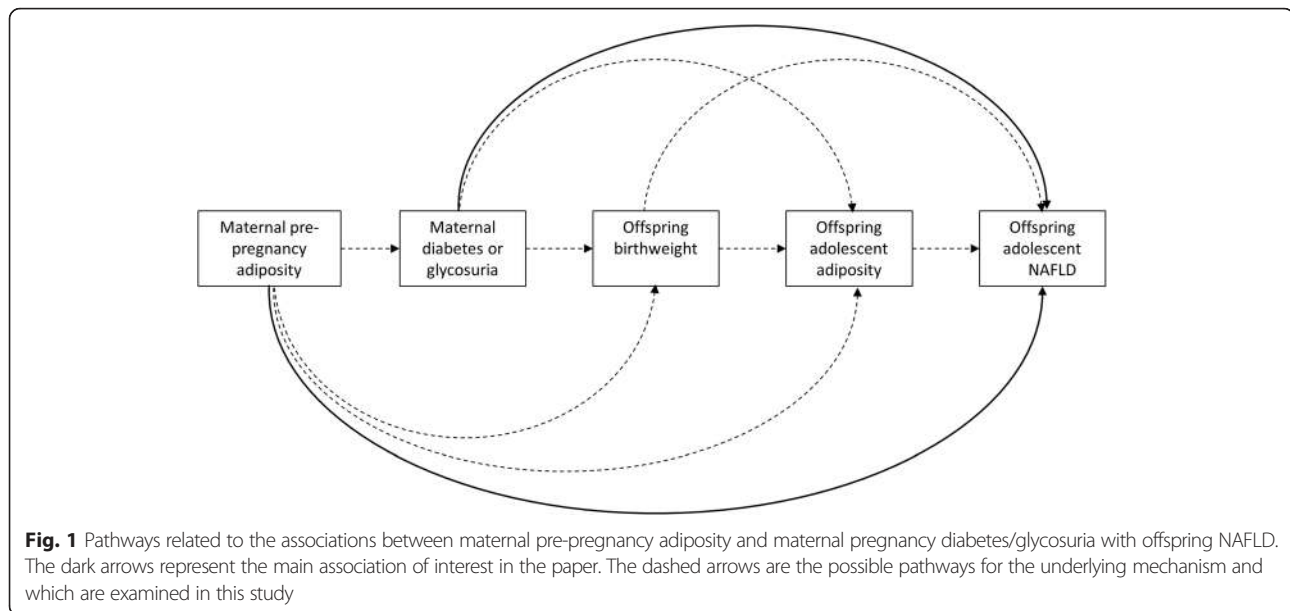 Maternal pre-
pregnancy
adiposity
Maternal
diabetes or
glycosuria
Offspring
birthweight
Offspring
adolescent
adiposity
Offspring
adolescent
NAFLD
Fig. 1 Pathways related to the associations between maternal pre-pregnancy adiposity and maternal pregnancy diabetes/glycosuria with offspring NAFLD.
The dark arrows represent the main association of interest in the paper. The dashed arrows are the possible pathways for the underlying mechanism and
which are examined in this study